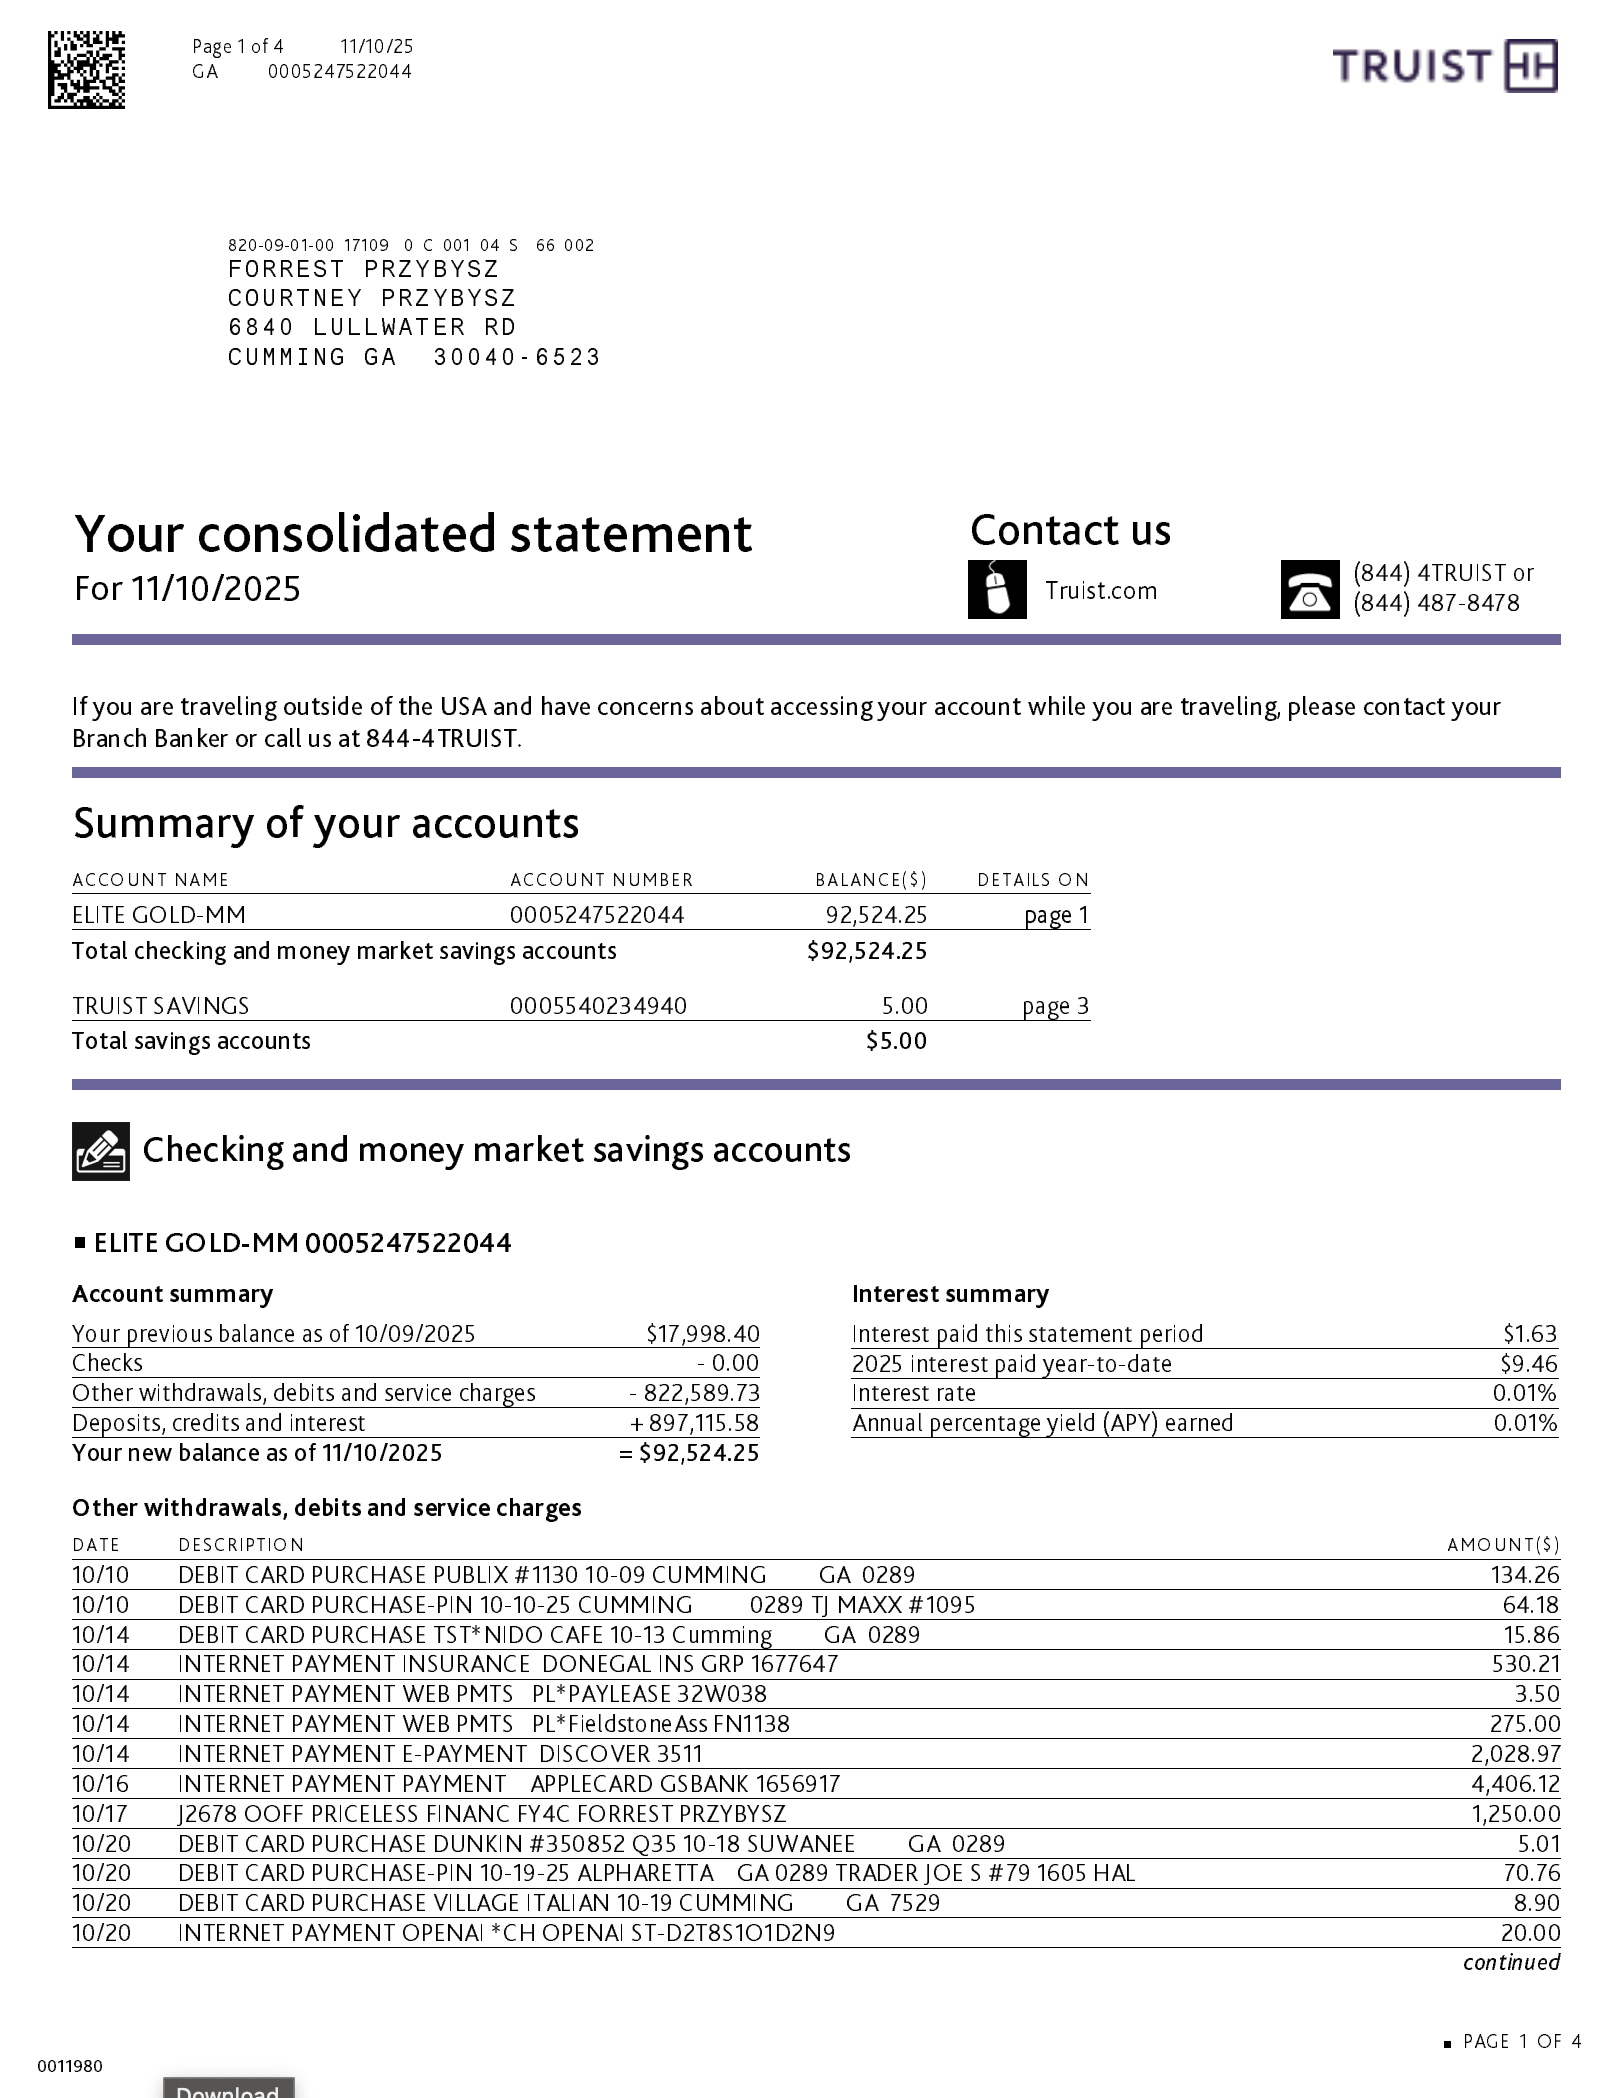 Page 1 of 4 11/10/25
GA 0005247522044
TRUIST
820-09-01-00 17109 0 C 001 04 S 66 002
FORREST PRZYBYSZ
COURTNEY PRZYBYSZ
6840 LULLWATER RD
CUMMING GA 30040-6523
Your consolidated statement
For 11/10/2025
Contact us
Truist.com
(844) 4TRUIST or
(844) 487-8478
If you are traveling outside of the USA and have concerns about accessing your account while you are traveling, please contact your
Branch Banker or call us at 844-4TRUIST.
Summary of your accounts
ACCOUNT NAME ACCOUNT NUMBER BALANCE($) DETAILS ON
ELITE GOLD-MM 0005247522044 92,524.25 page 1
Total checking and money market savings accounts $92,524.25
TRUIST SAVINGS 0005540234940 5.00 page 3
Total savings accounts $5.00
Checking and money market savings accounts
■ ELITE GOLD-MM 0005247522044
Account summary
Your previous balance as of 10/09/2025 $17,998.40
Checks - 0.00
Other withdrawals, debits and service charges - 822,589.73
Deposits, credits and interest + 897,115.58
Your new balance as of 11/10/2025 = $92,524.25
Interest summary
Interest paid this statement period $1.63
2025 interest paid year-to-date $9.46
Interest rate 0.01%
Annual percentage yield (APY) earned 0.01%
Other withdrawals, debits and service charges
DATE DESCRIPTION AMOUNT($)
10/10 DEBIT CARD PURCHASE PUBLIX #1130 10-09 CUMMING GA 0289 134.26
10/10 DEBIT CARD PURCHASE-PIN 10-10-25 CUMMING 0289 TJ MAXX #1095 64.18
10/14 DEBIT CARD PURCHASE TST* NIDO CAFE 10-13 Cumming GA 0289 15.86
10/14 INTERNET PAYMENT INSURANCE DONEGAL INS GRP 1677647 530.21
10/14 INTERNET PAYMENT WEB PMTS PL*PAYLEASE 32W038 3.50
10/14 INTERNET PAYMENT WEB PMTS PL*FieldstoneAss FN1138 275.00
10/14 INTERNET PAYMENT E-PAYMENT DISCOVER 3511 2,028.97
10/16 INTERNET PAYMENT PAYMENT APPLECARD GSBANK 1656917 4,406.12
10/17 J2678 OOFF PRICELESS FINANC FY4C FORREST PRZYBYSZ 1,250.00
10/20 DEBIT CARD PURCHASE DUNKIN #350852 Q35 10-18 SUWANEE GA 0289 5.01
10/20 DEBIT CARD PURCHASE-PIN 10-19-25 ALPHARETTA GA 0289 TRADER JOE S #79 1605 HAL 70.76
10/20 DEBIT CARD PURCHASE VILLAGE ITALIAN 10-19 CUMMING GA 7529 8.90
10/20 INTERNET PAYMENT OPENAI *CH OPENAI ST-D2T8S1O1D2N9 20.00
continued
■ PAGE 1 OF 4
0011980
Download